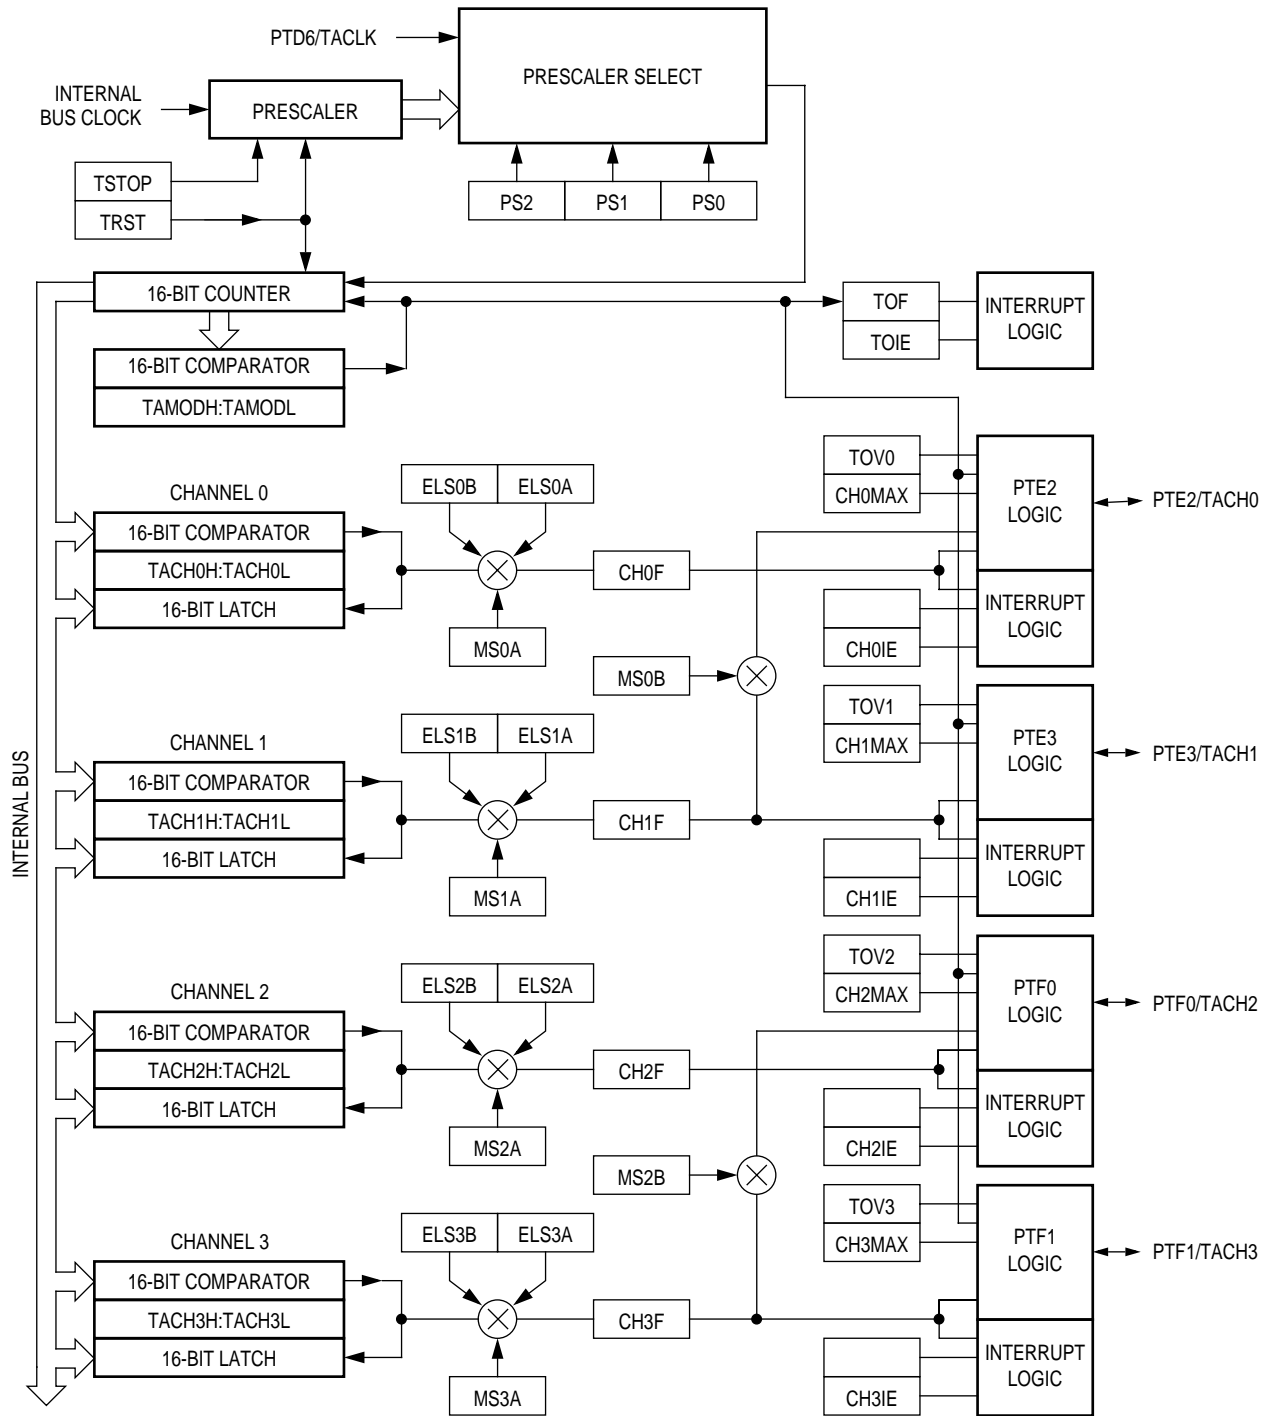 PTD6/TACLK
PRESCALER SELECT
INTERNAL
BUS CLOCK
PRESCALER
TSTOP
TRST
PS2
PS1
PS0
16-BIT COUNTER
16-BIT COMPARATOR
TAMODH:TAMODL
TOF
TOIE
INTERRUPT
LOGIC
INTERNAL BUS
CHANNEL 0
16-BIT COMPARATOR
TACH0H:TACH0L
16-BIT LATCH
ELS0B
ELS0A
MS0A
CH0F
TOV0
CH0MAX
PTE2
LOGIC
PTE2/TACH0
CH0IE
INTERRUPT
LOGIC
MS0B
CHANNEL 1
16-BIT COMPARATOR
TACH1H:TACH1L
16-BIT LATCH
ELS1B
ELS1A
MS1A
CH1F
TOV1
CH1MAX
PTE3
LOGIC
PTE3/TACH1
CH1IE
INTERRUPT
LOGIC
CHANNEL 2
16-BIT COMPARATOR
TACH2H:TACH2L
16-BIT LATCH
ELS2B
ELS2A
MS2A
CH2F
TOV2
CH2MAX
PTF0
LOGIC
PTF0/TACH2
CH2IE
INTERRUPT
LOGIC
MS2B
CHANNEL 3
16-BIT COMPARATOR
TACH3H:TACH3L
16-BIT LATCH
ELS3B
ELS3A
MS3A
CH3F
TOV3
CH3MAX
PTF1
LOGIC
PTF1/TACH3
CH3IE
INTERRUPT
LOGIC